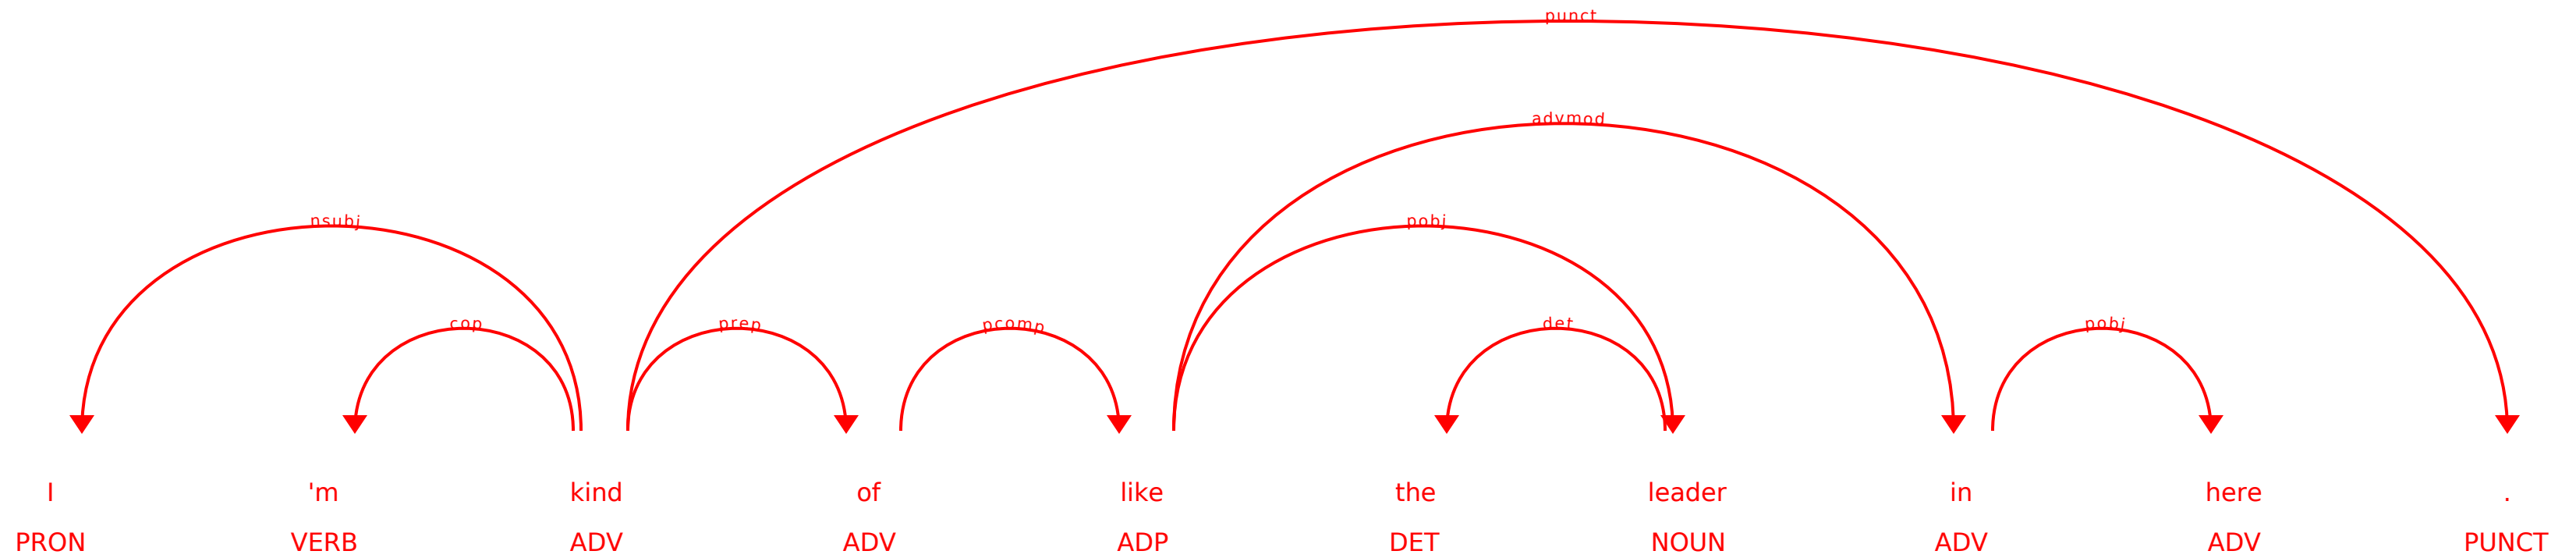 punct
advmod
nsubj pobj
cop prep pcomp det pobj
I 'm kind of like the leader in here .
PRON VERB ADV ADV ADP DET NOUN ADV ADV PUNCT